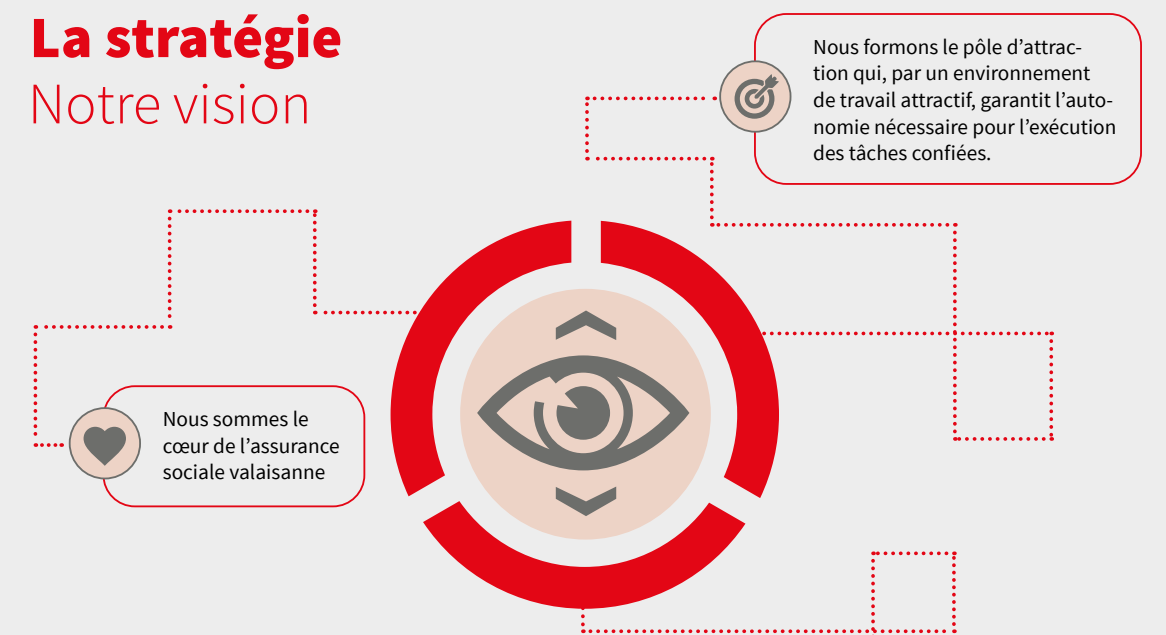 La stratégie
Notre vision
Nous formons le pôle d’attrac-
tion qui, par un environnement
de travail attractif, garantit l’auto-
nomie nécessaire pour l’exécution
des tâches confiées.
Nous sommes le
cœur de l’assurance
sociale valaisanne